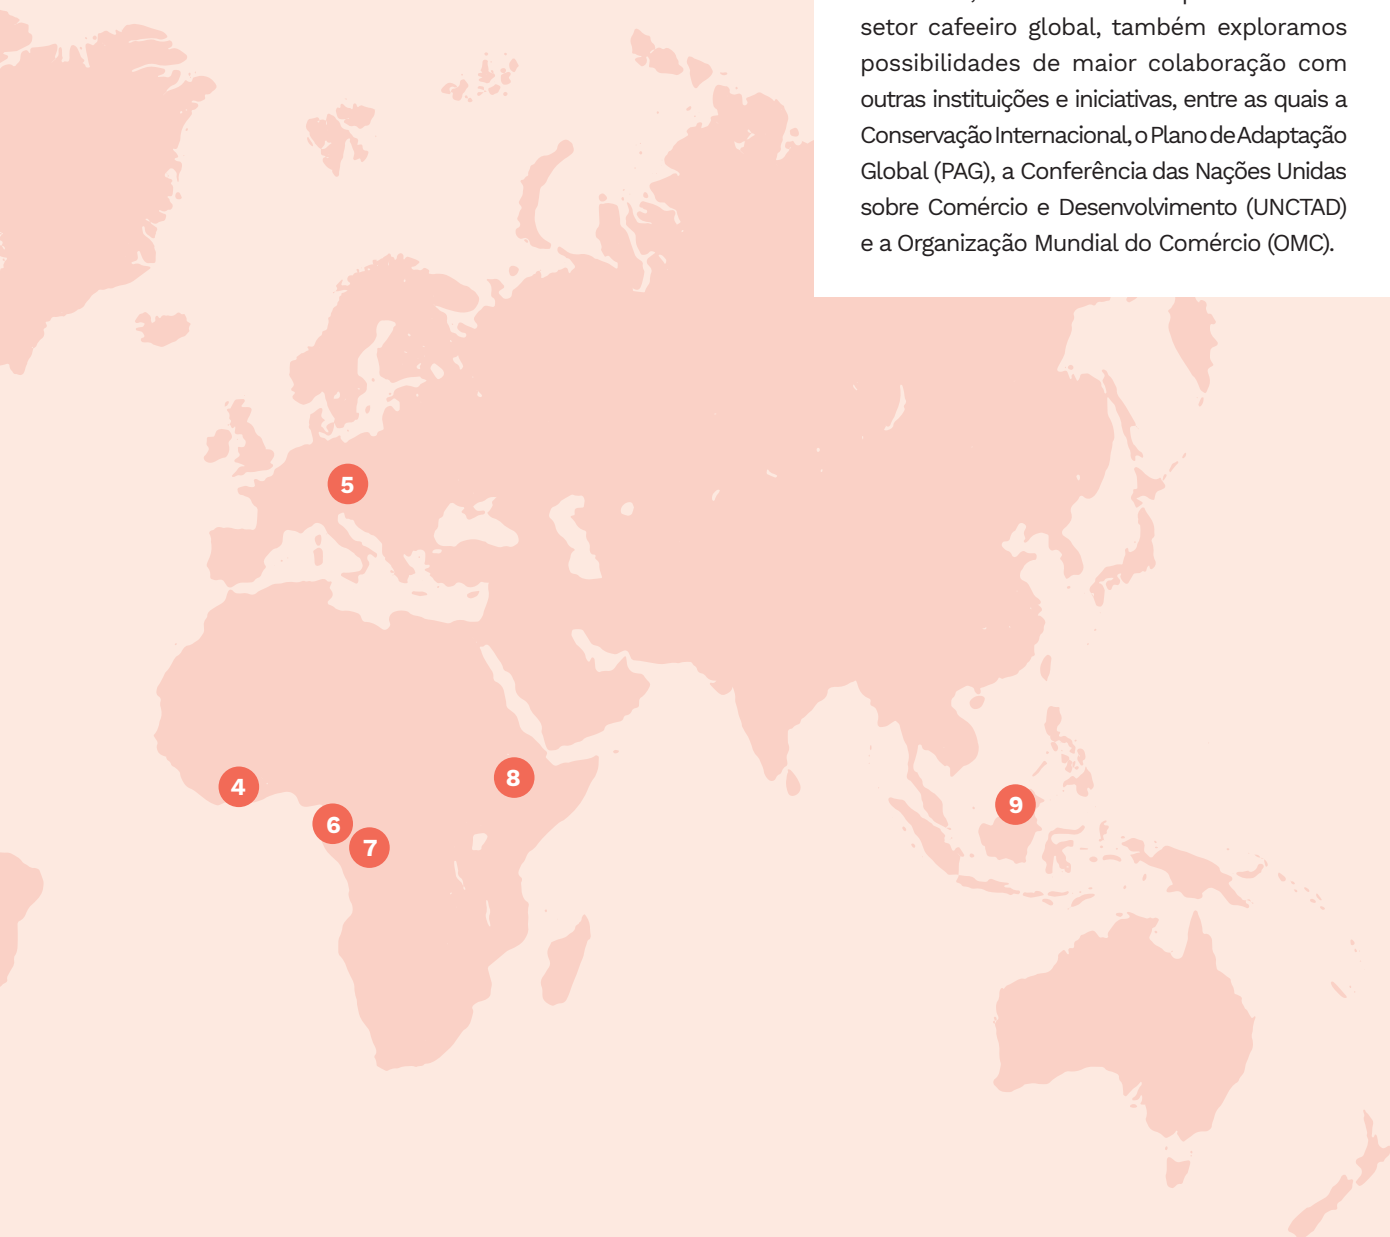 setor cafeeiro global, também exploramos
possibilidades de maior colaboração com
outras instituições e iniciativas, entre as quais a
Conservação Internacional, o Plano de Adaptação
Global (PAG), a Conferência das Nações Unidas
sobre Comércio e Desenvolvimento (UNCTAD)
e a Organização Mundial do Comércio (OMC).
5
4
8
6
7
9